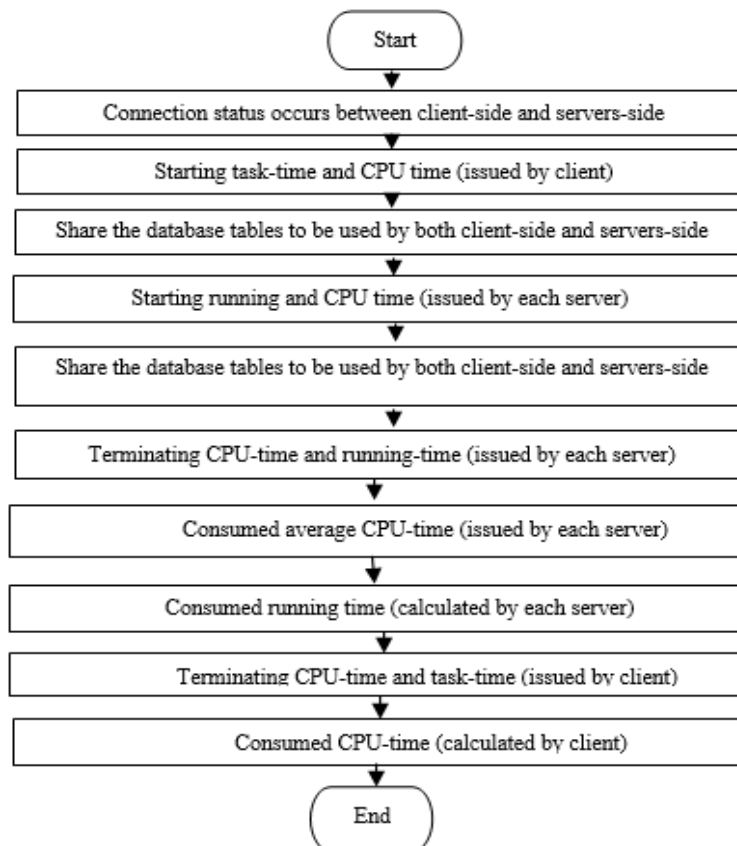 Start
Connection status occurs between client-side and servers-side
Starting task-time and CPU time (issued by client)
Share the database tables to be used by both client-side and servers-side
Starting running and CPU time (issued by each server)
Share the database tables to be used by both client-side and servers-side
Terminating CPU-time and running-time (issued by each server)
Consumed average CPU-time (issued by each server)
Consumed running time (calculated by each server)
Terminating CPU-time and task-time (issued by client)
Consumed CPU-time (calculated by client)
End